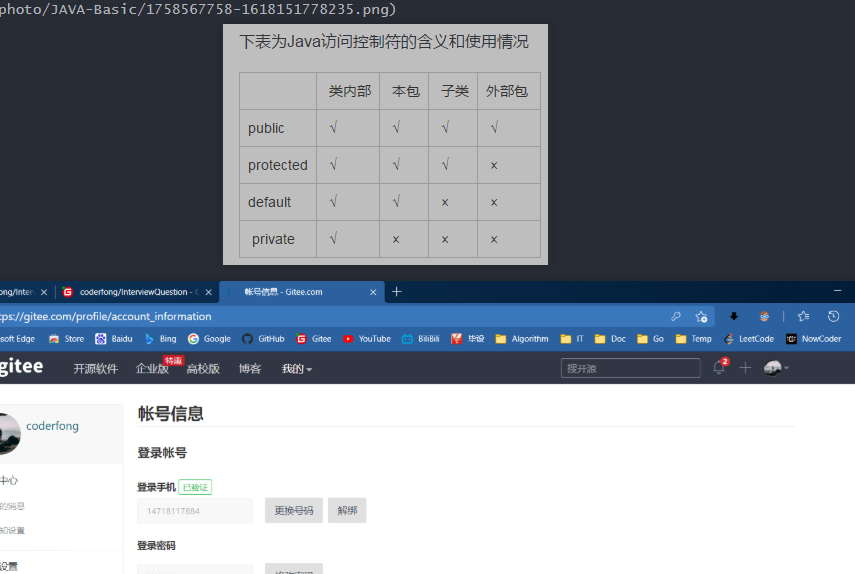 photo/JAVA-Basic/1758567758-1618151778235.png)
下表为Java访问控制符的含义和使用情况
类内部 本包 子类 外部包
public √ √ √ √
protected √ √ √ ×
default √ √ × ×
private √ × × ×
ong/Interv × coderfong/InterviewQuestion - G × 帐号信息 - Gitee.com × +
tps://gitee.com/profile/account_information
soft Edge Store Baidu Bing Google GitHub Gitee YouTube BiliBili 毕设 Algorithm IT Doc Go Temp LeetCode NowCoder
gitee 开源软件 企业版 特惠 高校版 博客 我的 搜开源 2
coderfong
帐号信息
登录帐号
中心
登录手机 已验证
的消息
14718117884 更换号码 解绑
知设置
登录密码
设置
修改密码